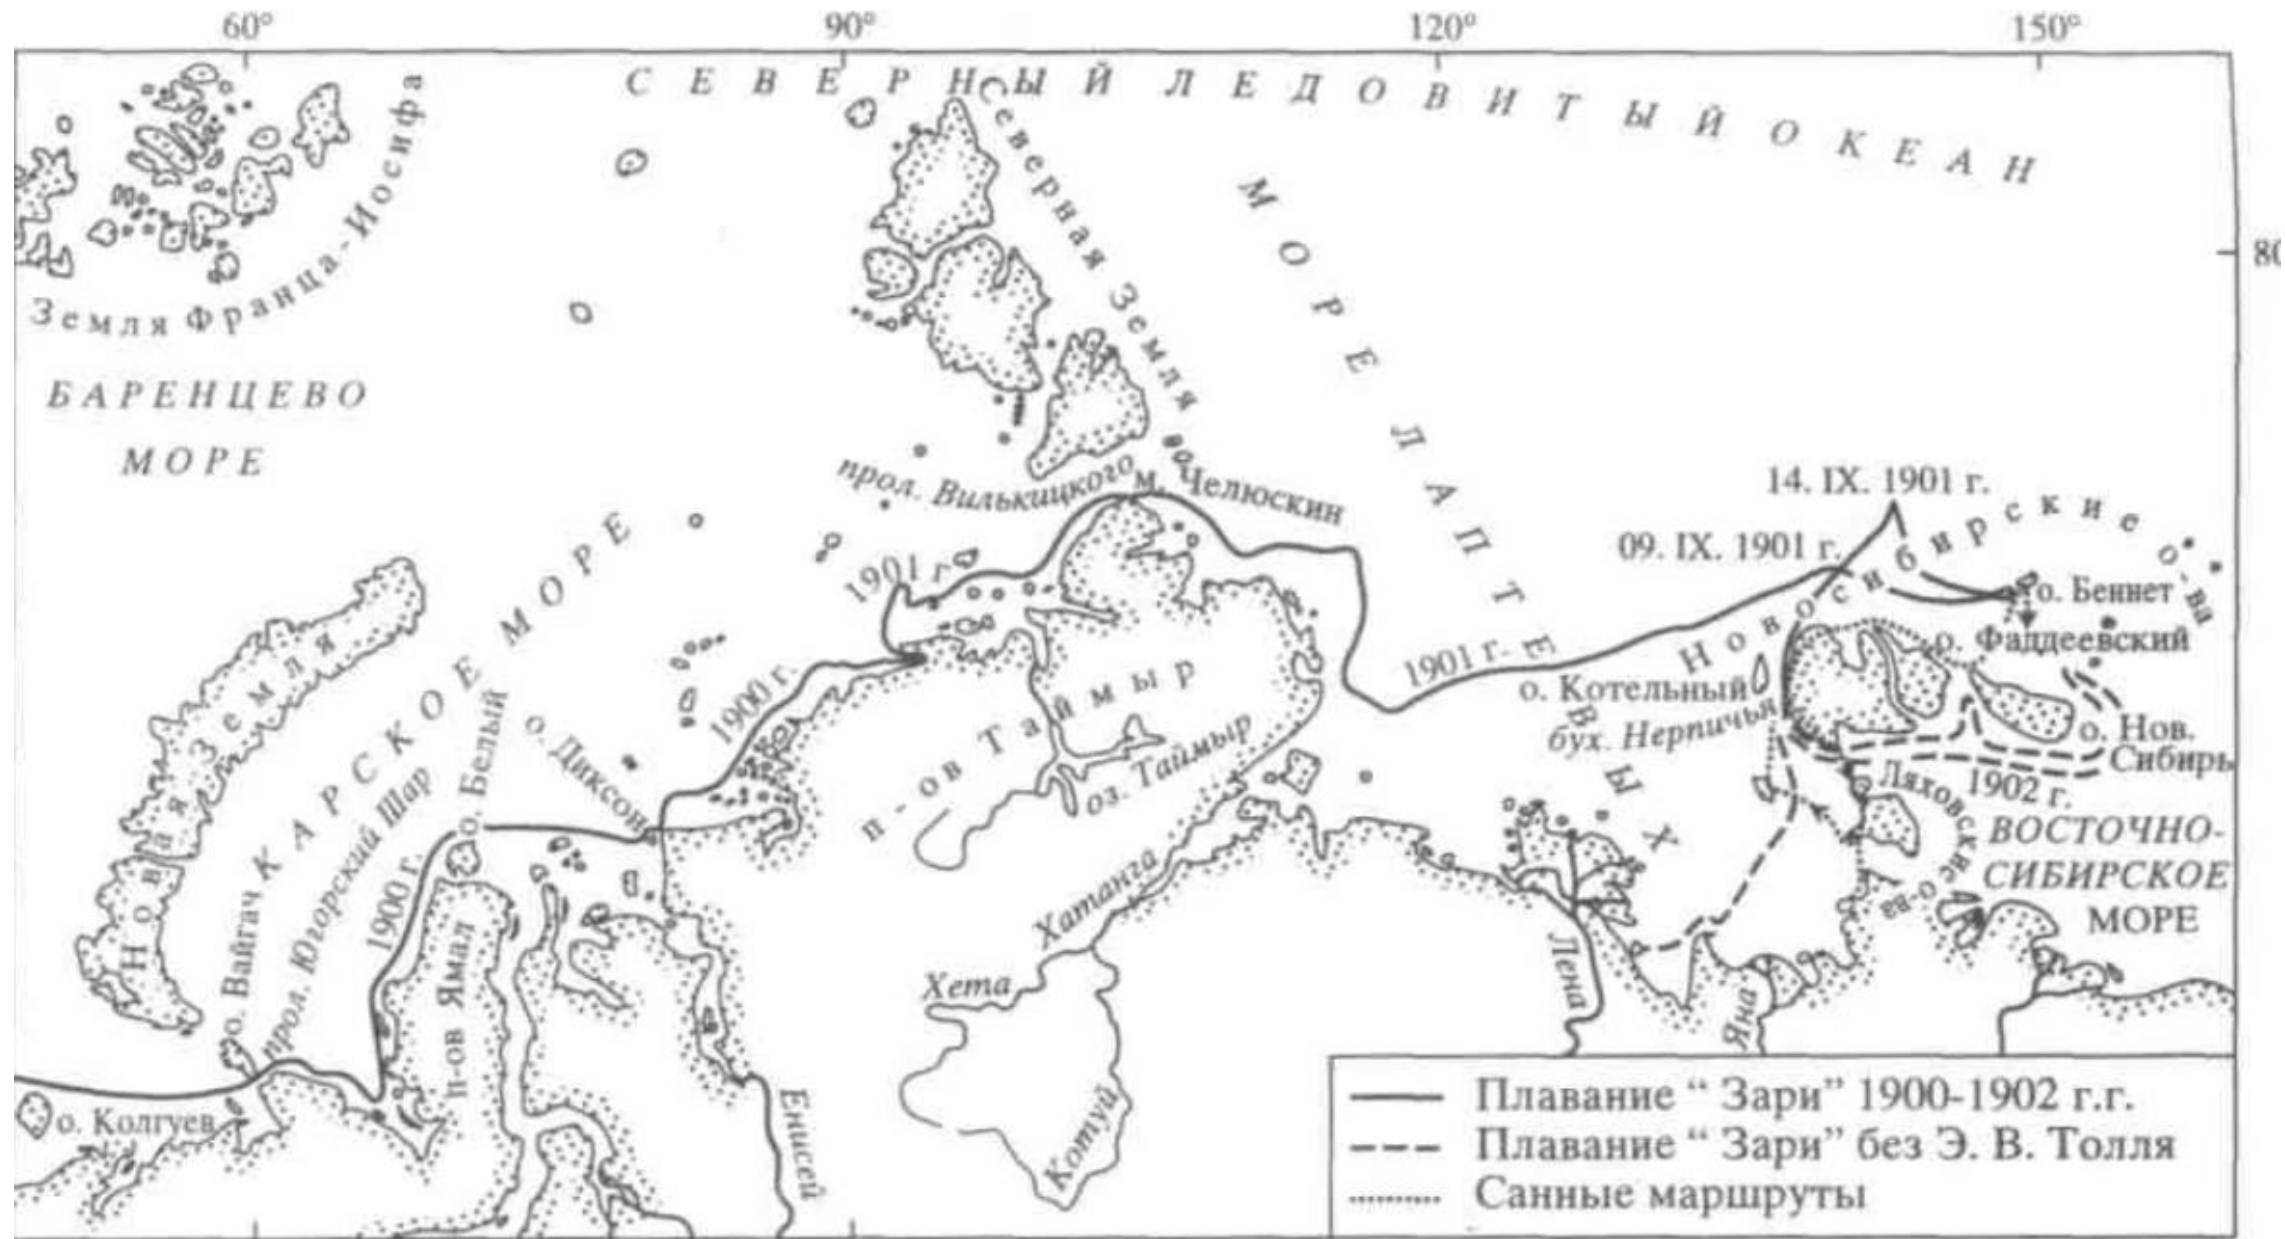 60°
90°
120°
150°
СЕВЕРНЫЙ ЛЕДОВИТЫЙ ОКЕАН
80
Земля Франца-Иосифа
Северная Земля
МОРЕ ЛАПТЕВЫХ
БАРЕНЦЕВО
МОРЕ
прол. Вилькицкого
м. Челюскин
14. IX. 1901 г.
09. IX. 1901 г.
Новосибирские о-ва
КАРСКОЕ МОРЕ
Новая Земля
1901 г.
1900 г.
1901 г.
о. Беннет
о. Фаддеевский
о. Котельный
бух. Нерпичья
о. Нов.
Сибирь
1902 г.
Ляховские о-ва
ВОСТОЧНО-
СИБИРСКОЕ
МОРЕ
п-ов Таймыр
оз. Таймыр
о. Диксон
о. Белый
прол. Югорский Шар
о. Вайгач
1900 г.
п-ов Ямал
Хатанга
Хета
Котуй
Енисей
Лена
Яна
о. Колгуев
Плавание “Зари” 1900-1902 г.г.
Плавание “Зари” без Э. В. Толля
Санные маршруты